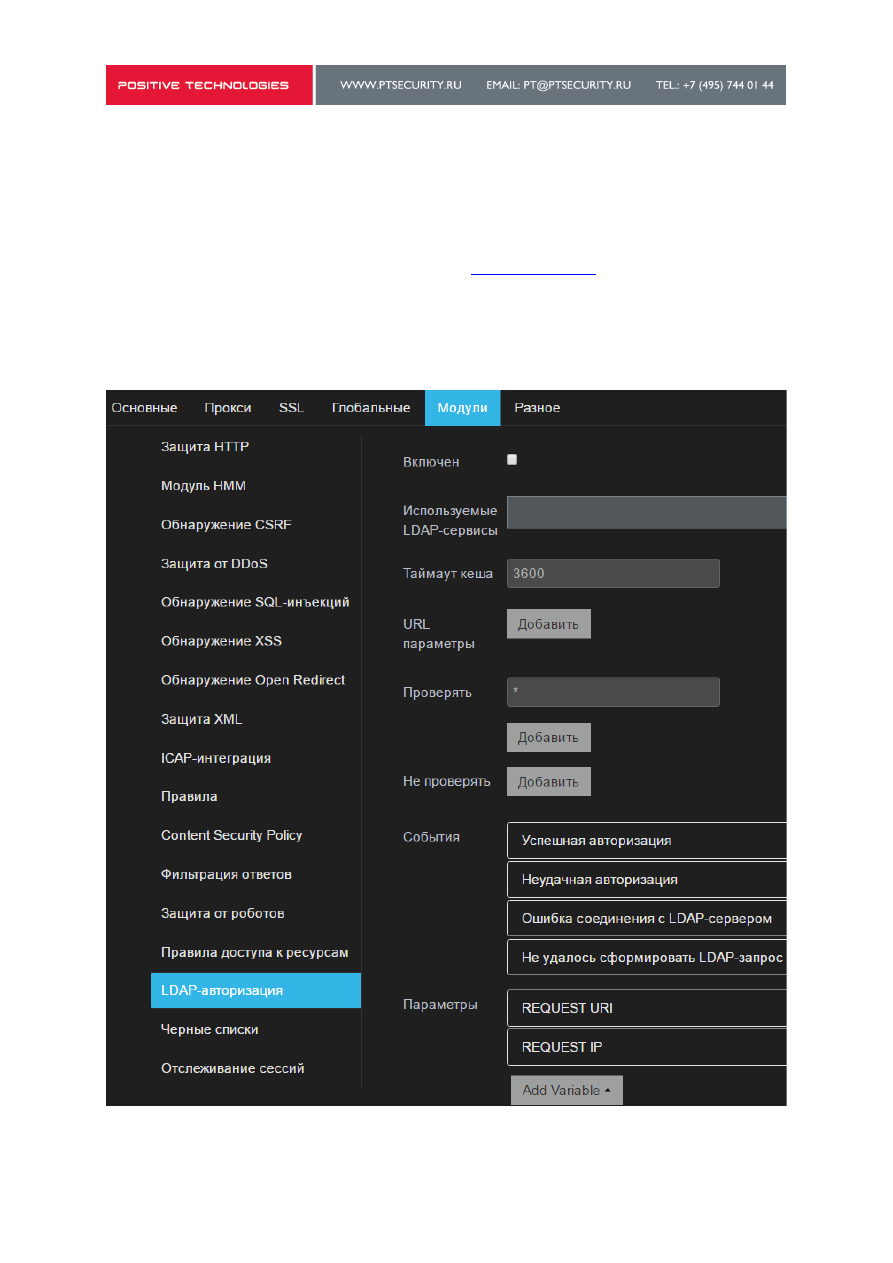 POSITIVE TECHNOLOGIES WWW.PTSECURITY.RU EMAIL: PT@PTSECURITY.RU TEL.: +7 (495) 744 01 44
Основные Прокси SSL Глобальные Модули Разное
Защита HTTP
Модуль HMM
Обнаружение CSRF
Защита от DDoS
Обнаружение SQL-инъекций
Обнаружение XSS
Обнаружение Open Redirect
Защита XML
ICAP-интеграция
Правила
Content Security Policy
Фильтрация ответов
Защита от роботов
Правила доступа к ресурсам
LDAP-авторизация
Черные списки
Отслеживание сессий
Включен
Используемые
LDAP-сервисы
Таймаут кеша 3600
URL
параметры
Добавить
Проверять *
Добавить
Не проверять Добавить
События Успешная авторизация
Неудачная авторизация
Ошибка соединения с LDAP-сервером
Не удалось сформировать LDAP-запрос
Параметры REQUEST URI
REQUEST IP
Add Variable